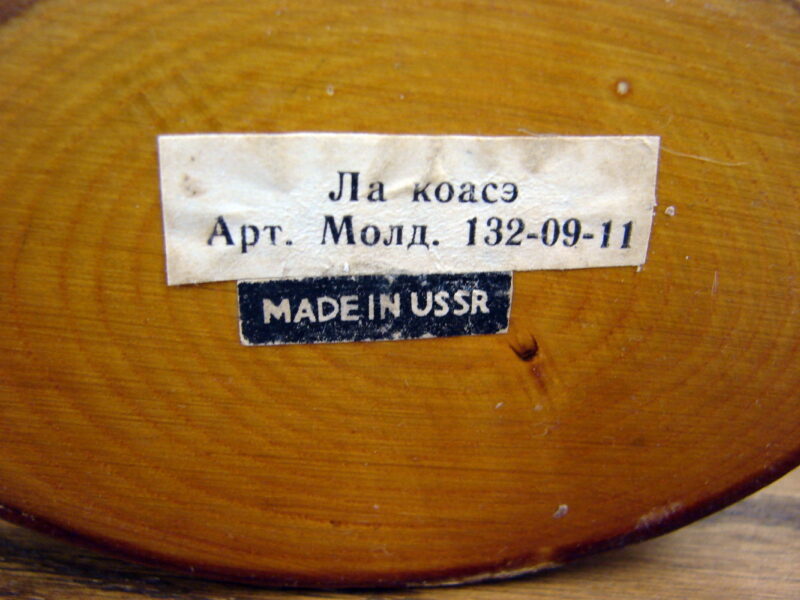 Ла коасэ
Арт. Молд. 132-09-11
MADE IN USSR